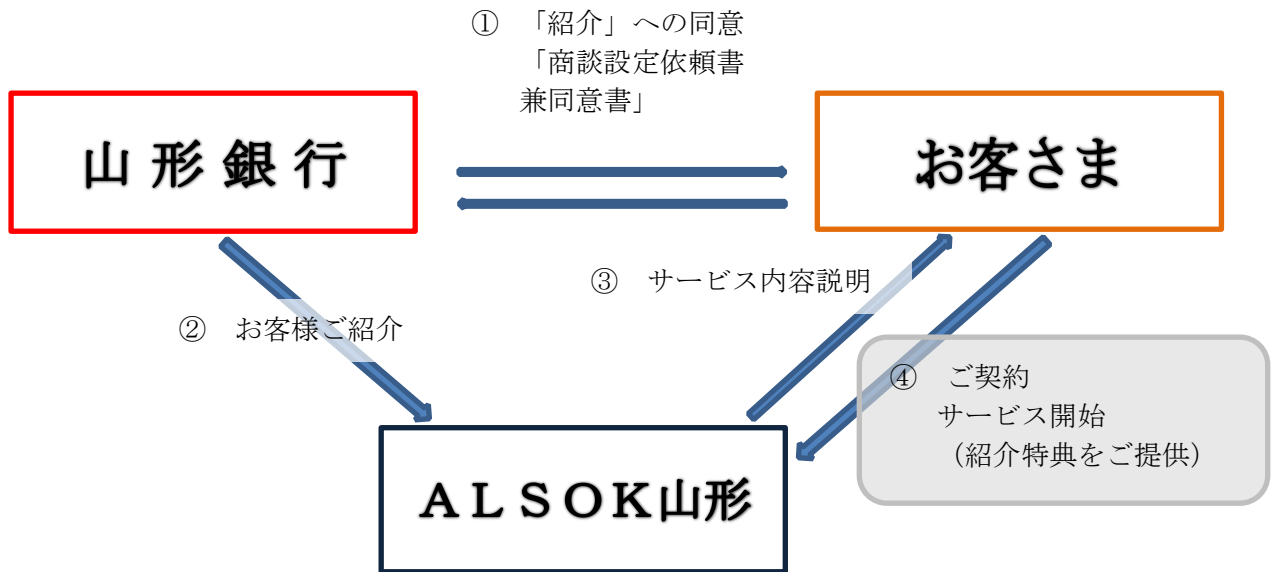 ① 「紹介」への同意
「商談設定依頼書
兼同意書」
山形銀行
お客さま
③ サービス内容説明
② お客様ご紹介
④ ご契約
サービス開始
（紹介特典をご提供）
ＡＬＳＯＫ山形